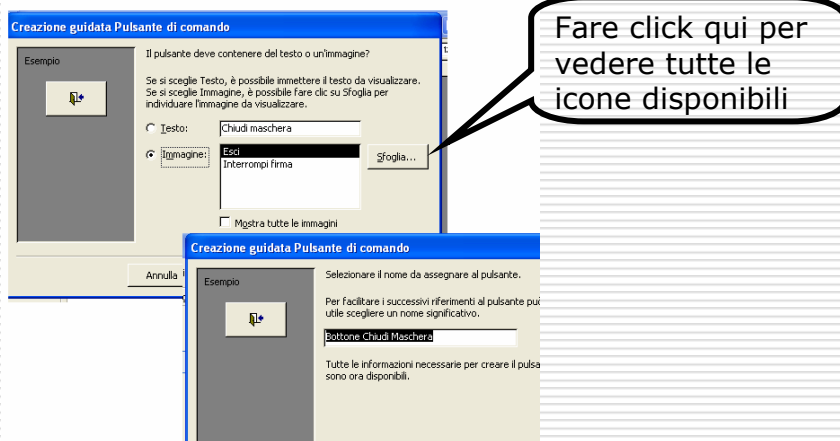 Creazione guidata Pulsante di comando
Esempio
Il pulsante deve contenere del testo o un'immagine?
Se si sceglie Testo, è possibile immettere il testo da visualizzare.
Se si sceglie Immagine, è possibile fare clic su Sfoglia per
individuare l'immagine da visualizzare.
Testo:
Chiudi maschera
Immagine:
Esci
Interrompi firma
Sfoglia...
Mostra tutte le immagini
Annulla
Fare click qui per
vedere tutte le
icone disponibili
Creazione guidata Pulsante di comando
Esempio
Selezionare il nome da assegnare al pulsante.
Per facilitare i successivi riferimenti al pulsante può
utile scegliere un nome significativo.
Bottone Chiudi Maschera
Tutte le informazioni necessarie per creare il pulsa
sono ora disponibili.